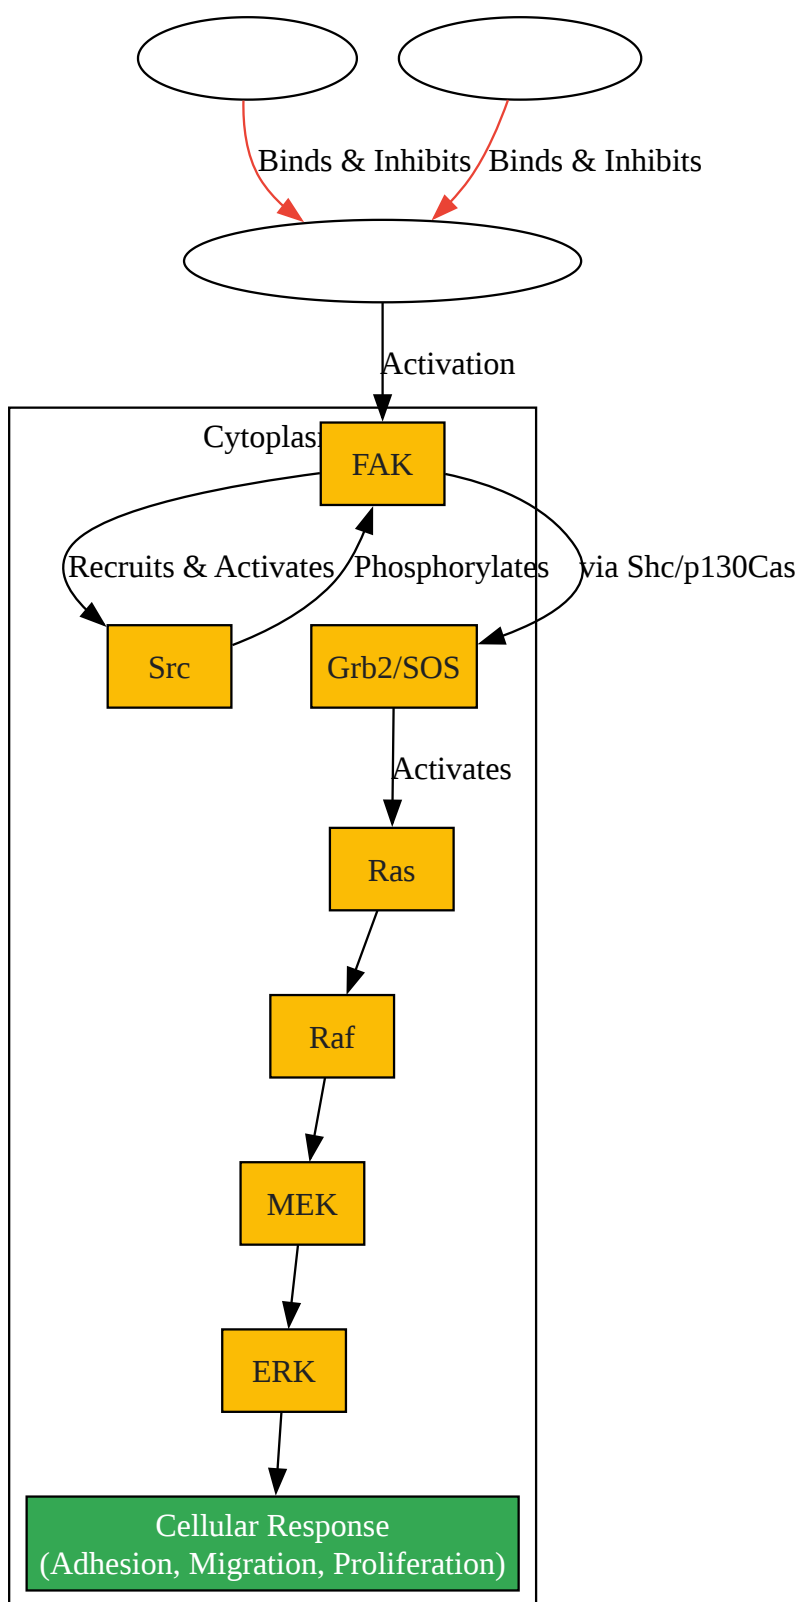 Binds & Inhibits
Binds & Inhibits
Activation
FAK
Recruits & Activates
Phosphorylates
via Shc/p130Cas
Src
Grb2/SOS
Activates
Ras
Raf
MEK
ERK
Cellular Response
(Adhesion, Migration, Proliferation)